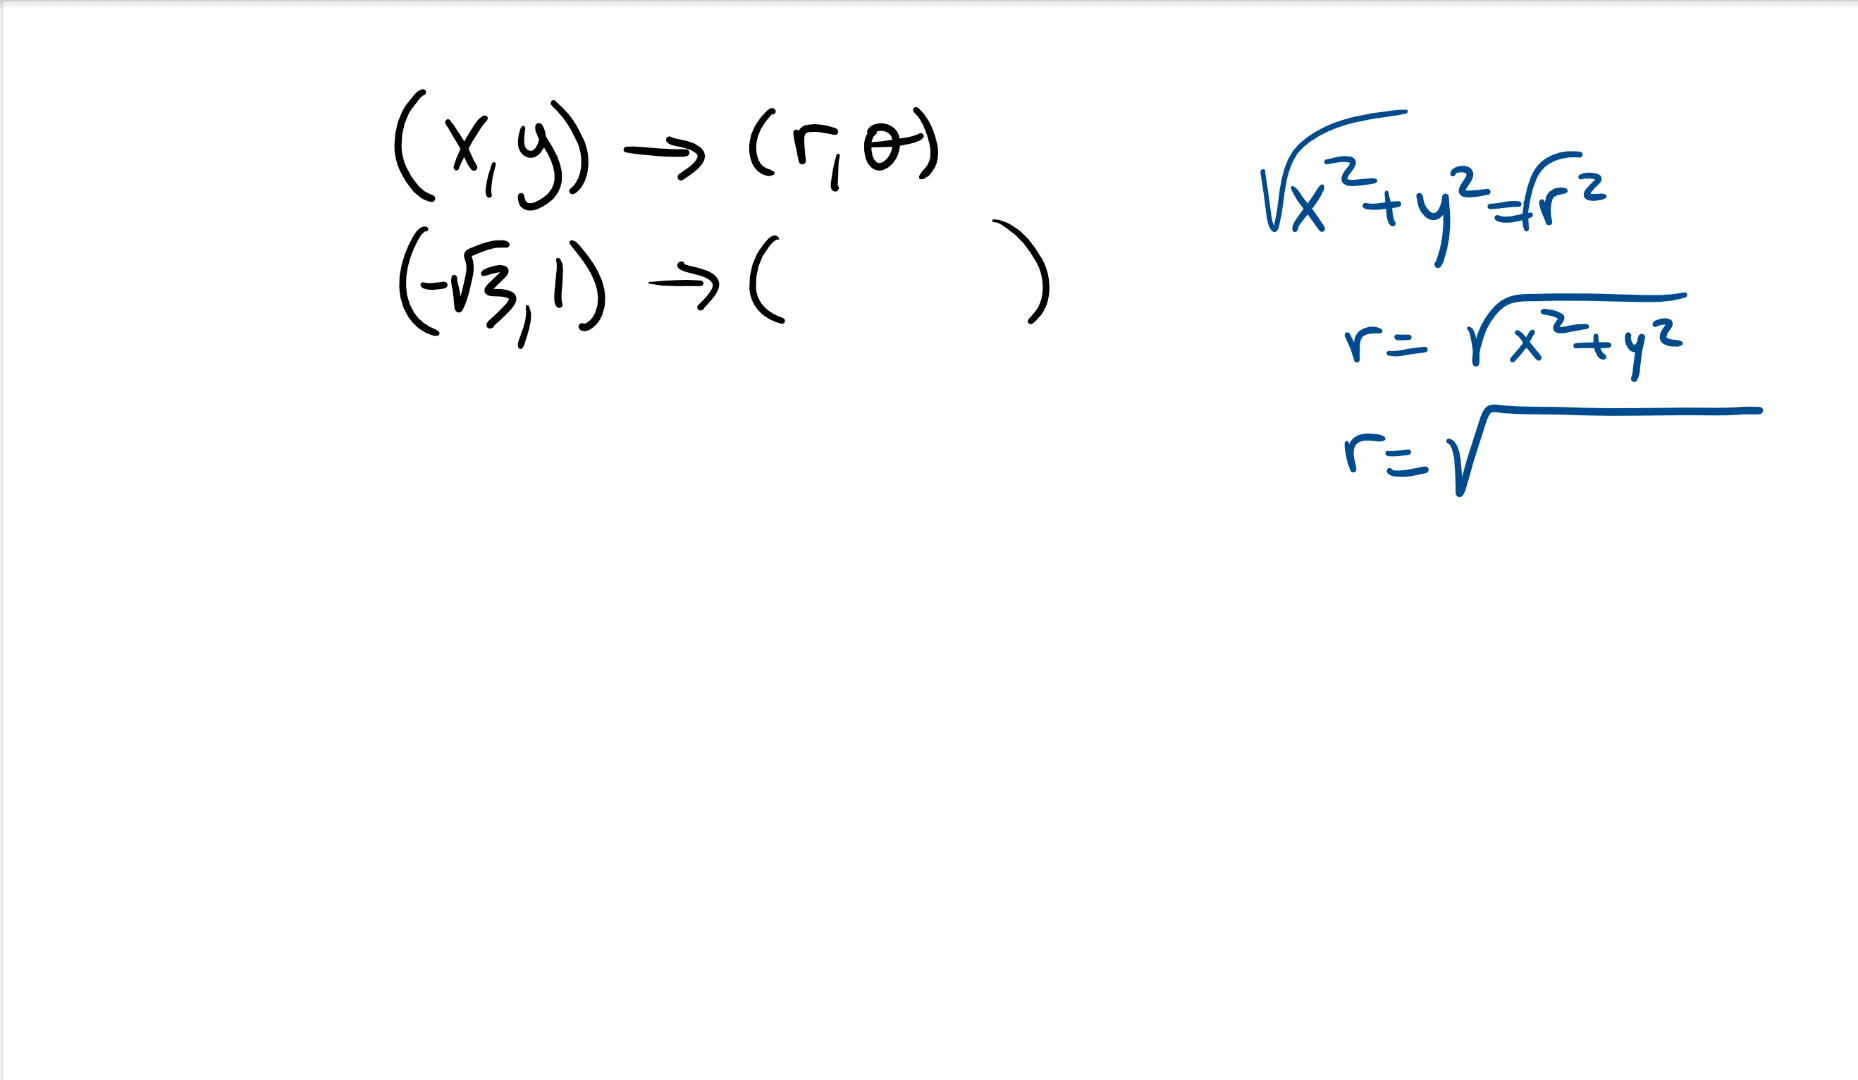 (x, y) → (r, θ)
(-√3, 1) → (   )
√x²+y² = √r²
r = √x²+y²
r = √